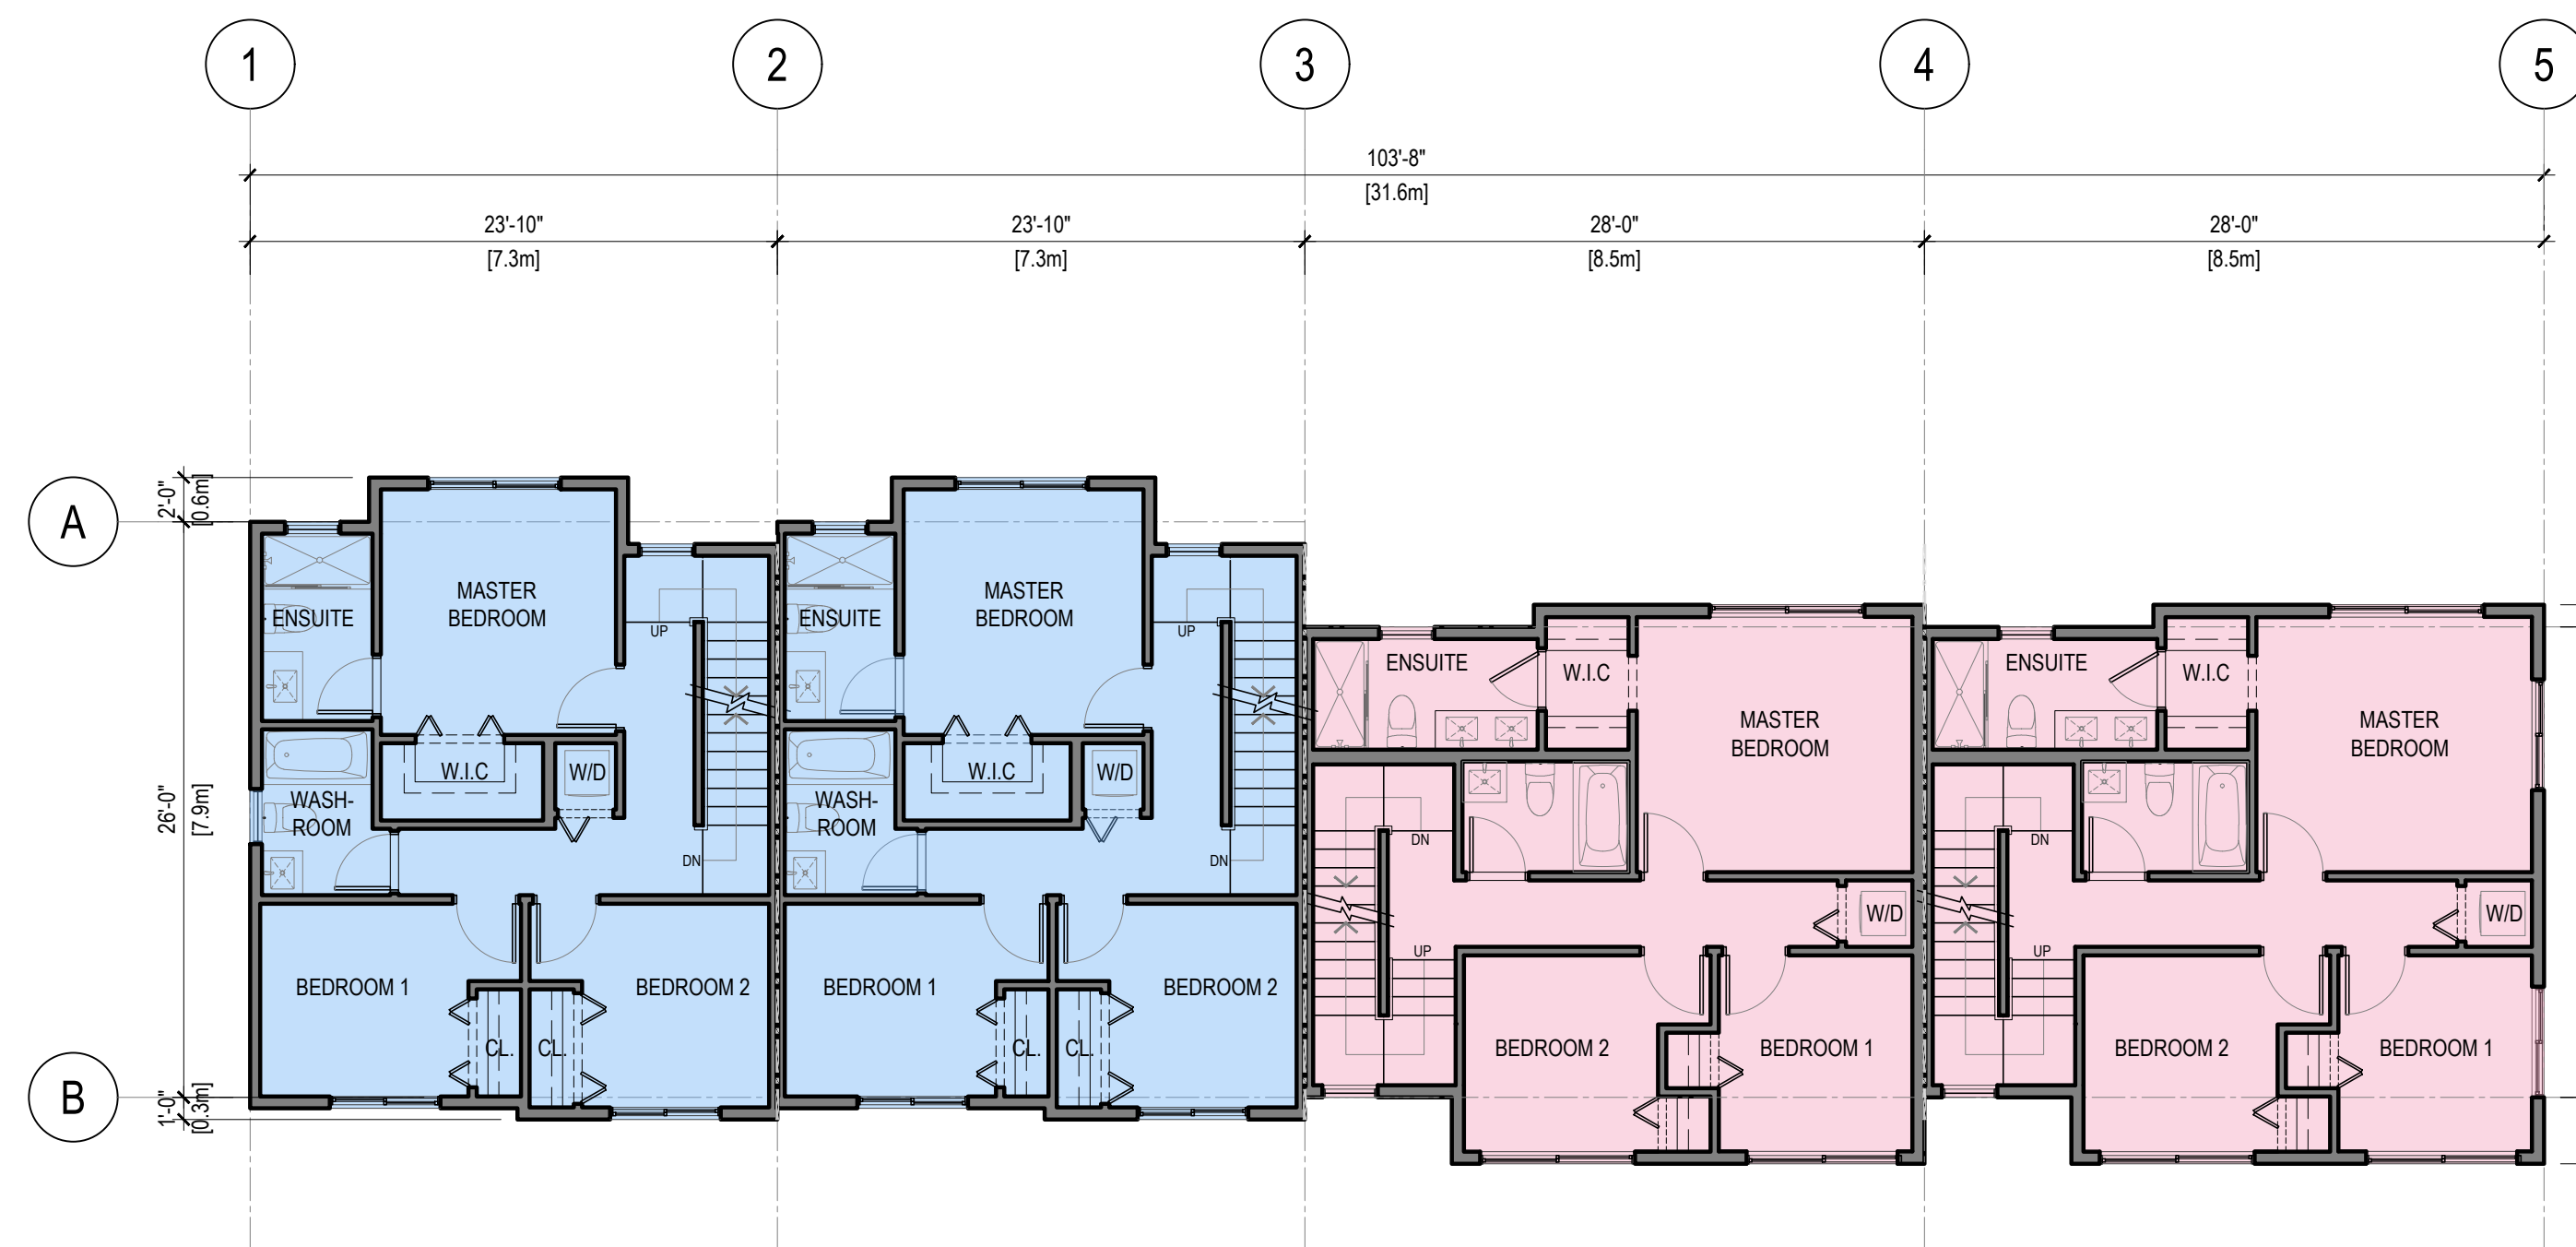 1
2
3
4
5
103'-8"
[31.6m]
23'-10"
[7.3m]
23'-10"
[7.3m]
28'-0"
[8.5m]
28'-0"
[8.5m]
A
2'-0"
[0.6m]
26'-0"
[7.9m]
B
1'-0"
[0.3m]
MASTER
BEDROOM
ENSUITE
UP
W.I.C
W/D
WASH-
ROOM
DN
BEDROOM 1
BEDROOM 2
CL.
CL.
MASTER
BEDROOM
ENSUITE
UP
W.I.C
W/D
WASH-
ROOM
DN
BEDROOM 1
BEDROOM 2
CL.
CL.
ENSUITE
W.I.C
MASTER
BEDROOM
DN
W/D
UP
BEDROOM 2
BEDROOM 1
ENSUITE
W.I.C
MASTER
BEDROOM
DN
W/D
UP
BEDROOM 2
BEDROOM 1